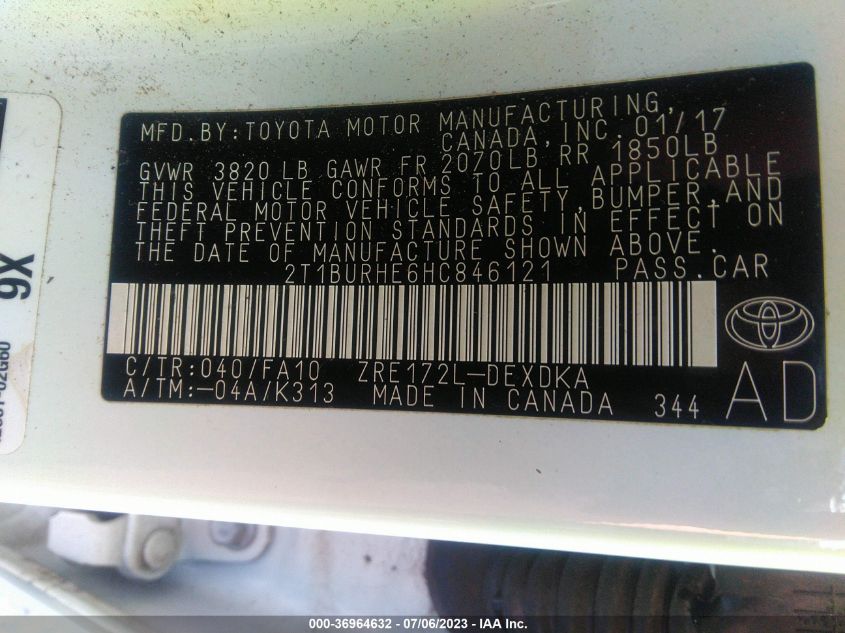 MFD.BY:TOYOTA MOTOR MANUFACTURING,
CANADA,INC.01/17
GVWR 3820LB GAWR FR 2070LB RR 1850LB
THIS VEHICLE CONFORMS TO ALL APPLICABLE
FEDERAL MOTOR VEHICLE SAFETY,BUMPER,AND
THEFT PREVENTION STANDARDS IN EFFECT ON
THE DATE OF MANUFACTURE SHOWN ABOVE.
2T1BURHE6HC846121 PASS.CAR
C/TR:040/FA10 ZRE172L-DEXDKA
A/TM:-04A/K313 MADE IN CANADA 344
AD
9X
000-36964632 - 07/06/2023 - IAA Inc.